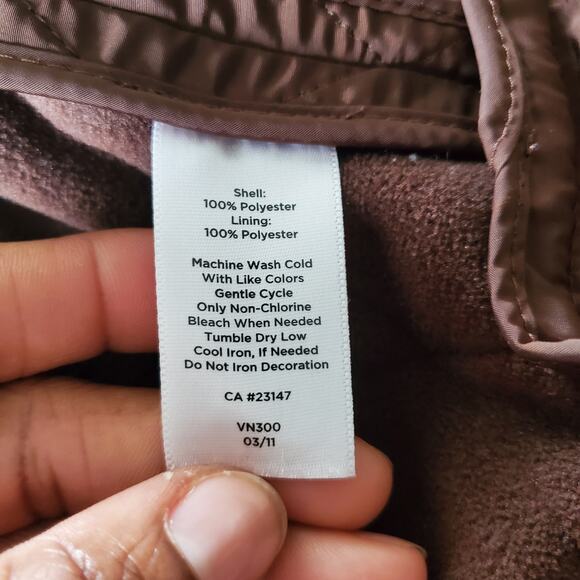 Shell:
100% Polyester
Lining:
100% Polyester
Machine Wash Cold
With Like Colors
Gentle Cycle
Only Non-Chlorine
Bleach When Needed
Tumble Dry Low
Cool Iron, If Needed
Do Not Iron Decoration
CA #23147
VN300
03/11